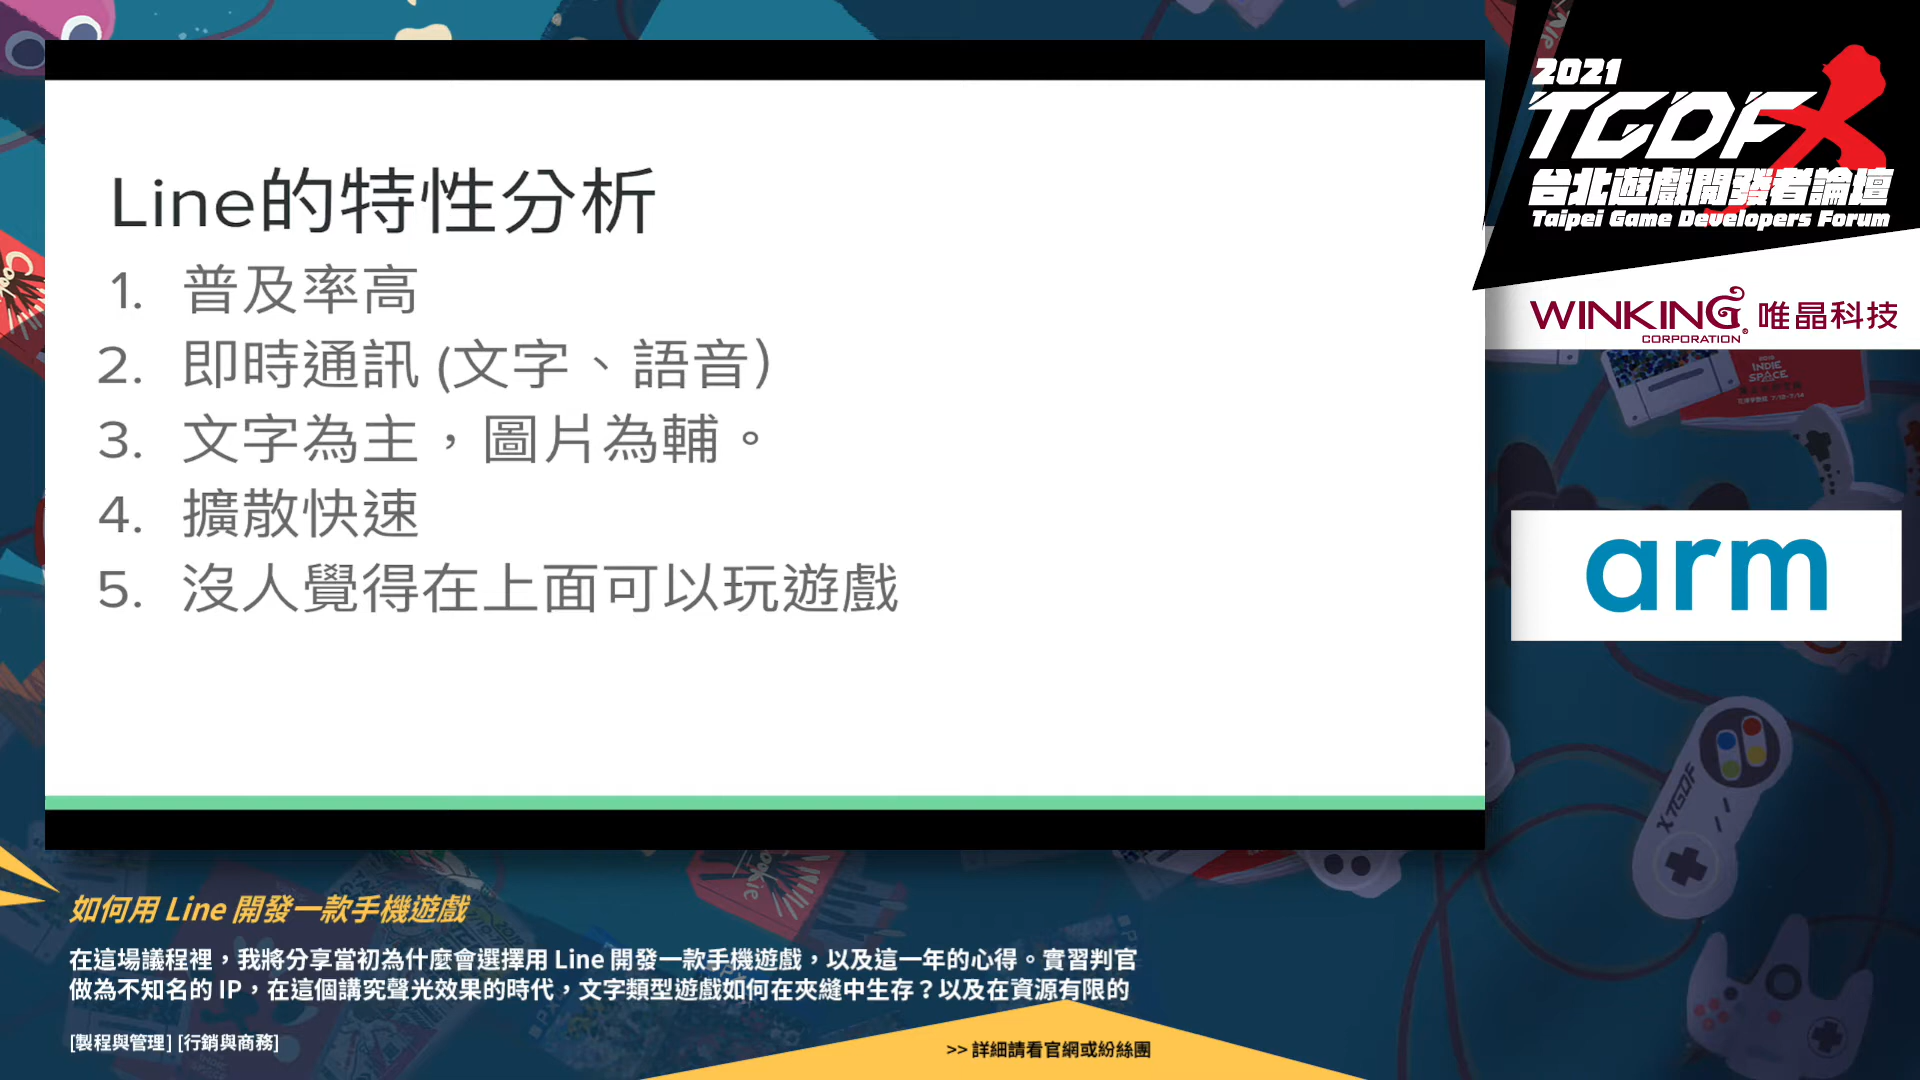 Line的特性分析
1. 普及率高
2. 即時通訊 (文字、語音）
3. 文字為主，圖片為輔。
4. 擴散快速
5. 沒人覺得在上面可以玩遊戲
2021
TGDF
台北遊戲開發者論壇
Taipei Game Developers Forum
WINKING 唯晶科技
CORPORATION
INDIE
SPACE
arm
XTGDF
如何用 Line 開發一款手機遊戲
在這場議程裡，我將分享當初為什麼會選擇用 Line 開發一款手機遊戲，以及這一年的心得。實習判官
做為不知名的 IP，在這個講究聲光效果的時代，文字類型遊戲如何在夾縫中生存？以及在資源有限的
[製程與管理] [行銷與商務]
>> 詳細請看官網或紛絲團